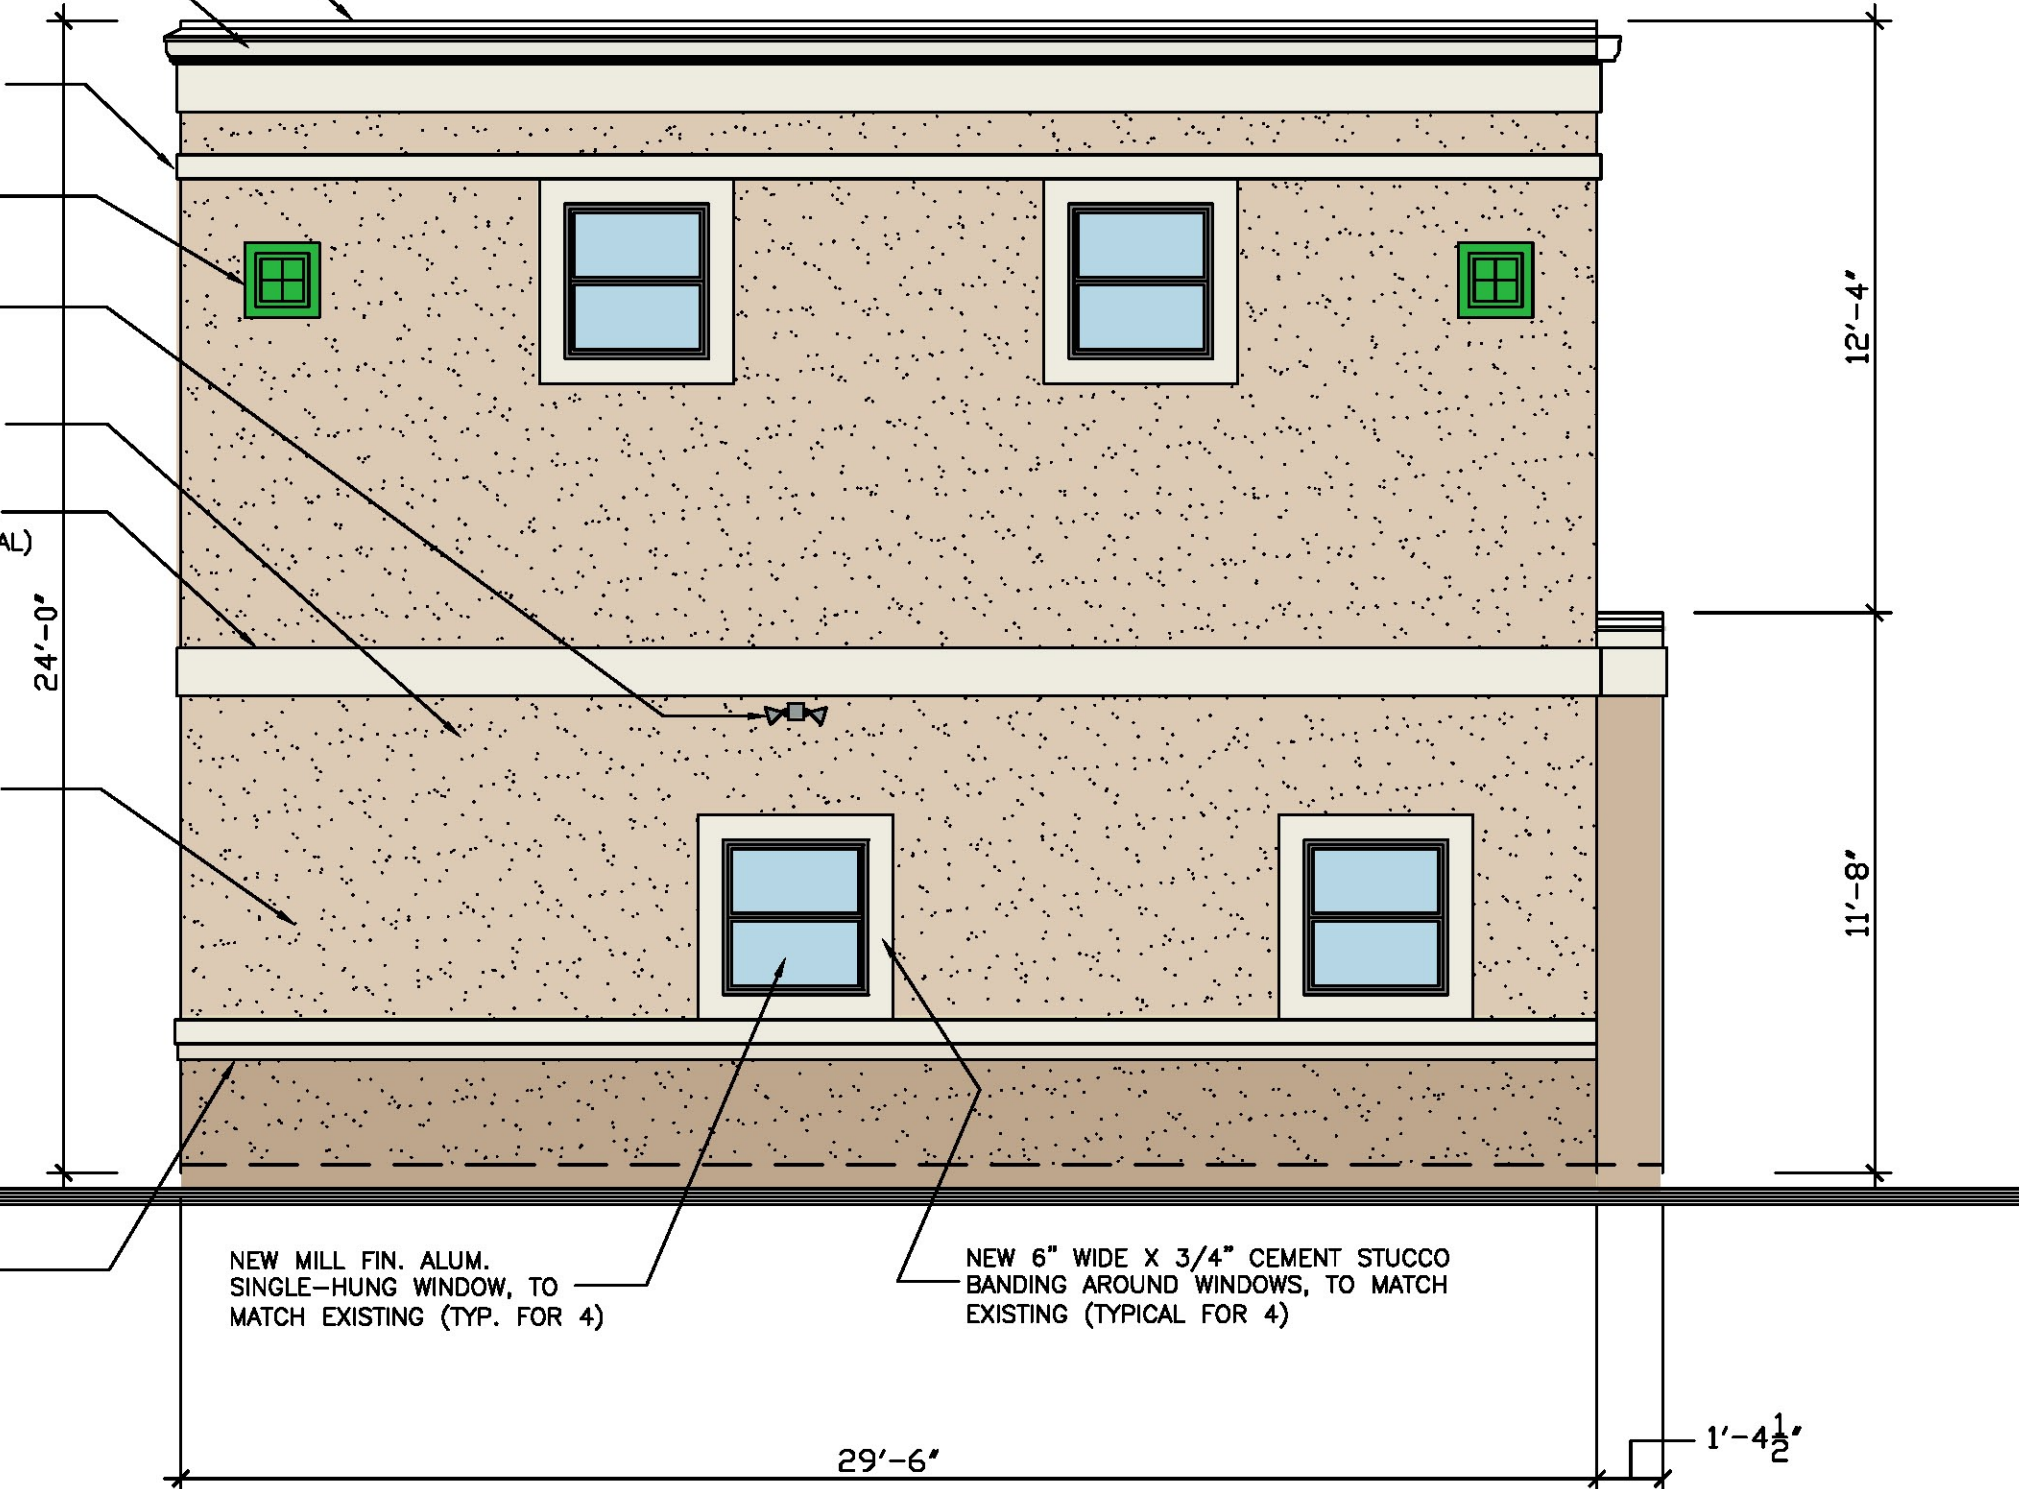 12'-4"
AL)
24'-0"
11'-8"
NEW MILL FIN. ALUM.
SINGLE-HUNG WINDOW, TO
MATCH EXISTING (TYP. FOR 4)
NEW 6" WIDE X 3/4" CEMENT STUCCO
BANDING AROUND WINDOWS, TO MATCH
EXISTING (TYPICAL FOR 4)
29'-6"
1'-4½"